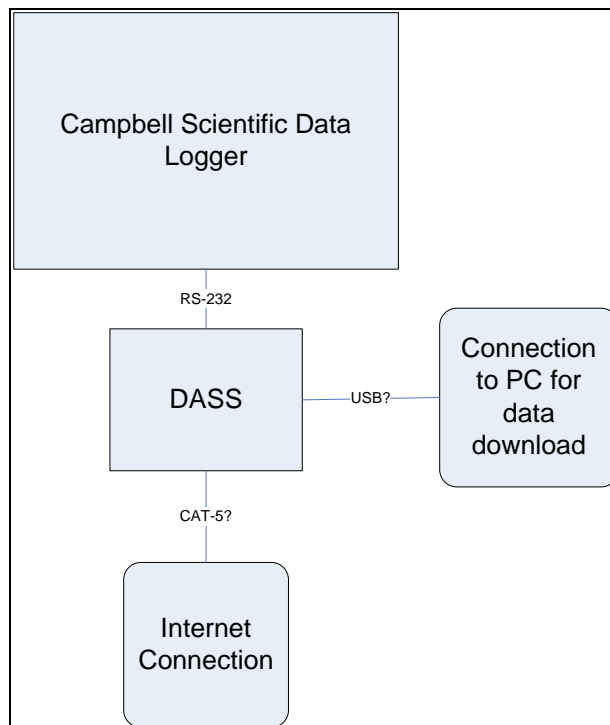 Campbell Scientific Data
Logger
RS-232
DASS
USB?
Connection
to PC for
data
download
CAT-5?
Internet
Connection